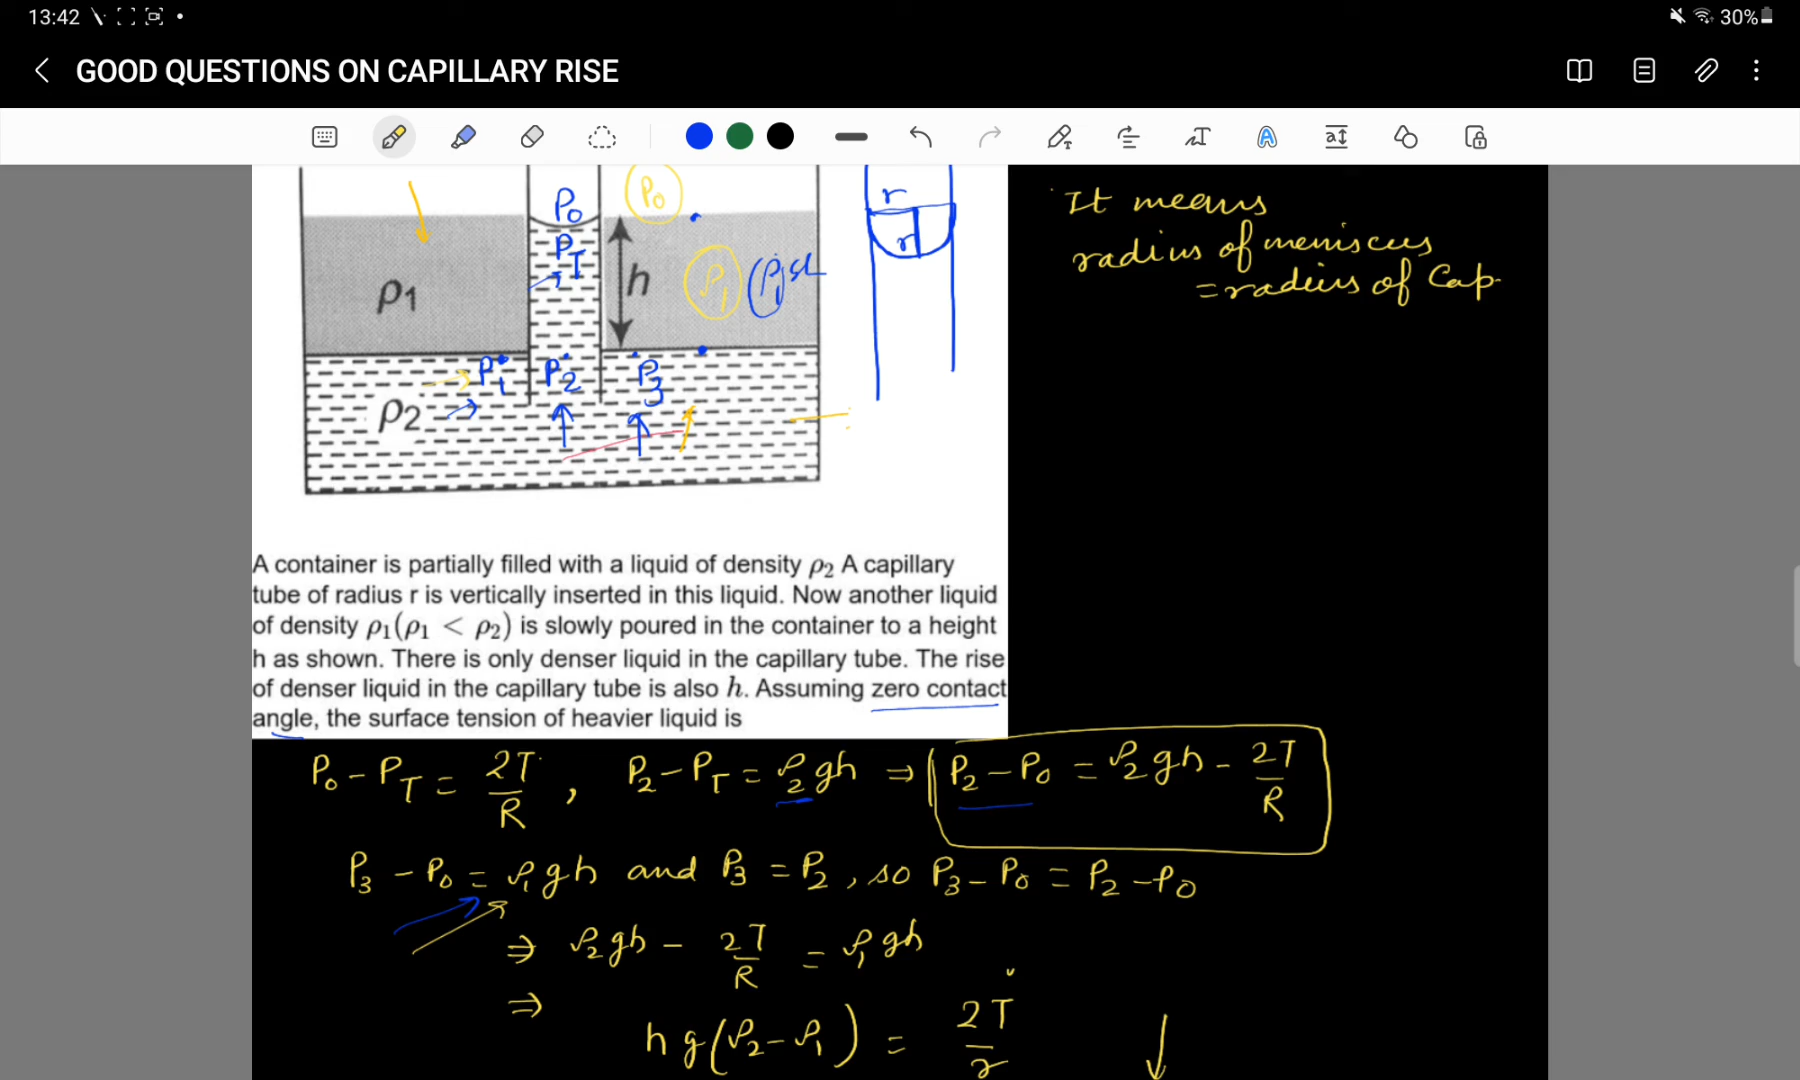 13:42
30%
GOOD QUESTIONS ON CAPILLARY RISE
P₀
P₀
r
r
It means
radius of meniscus
= radius of Cap
P_T
h
ρ₁
ρ₁
P₁ P₂ P₃
ρ₂
A container is partially filled with a liquid of density ρ₂ A capillary
tube of radius r is vertically inserted in this liquid. Now another liquid
of density ρ₁(ρ₁ < ρ₂) is slowly poured in the container to a height
h as shown. There is only denser liquid in the capillary tube. The rise
of denser liquid in the capillary tube is also h. Assuming zero contact
angle, the surface tension of heavier liquid is
P₀ - P_T = 2T/R , P₂ - P_T = ρ₂gh ⇒ P₂ - P₀ = ρ₂gh - 2T/R
P₃ - P₀ = ρ₁gh and P₃ = P₂, so P₃ - P₀ = P₂ - P₀
⇒ ρ₂gh - 2T/R = ρ₁gh
⇒ hg(ρ₂ - ρ₁) = 2T/r